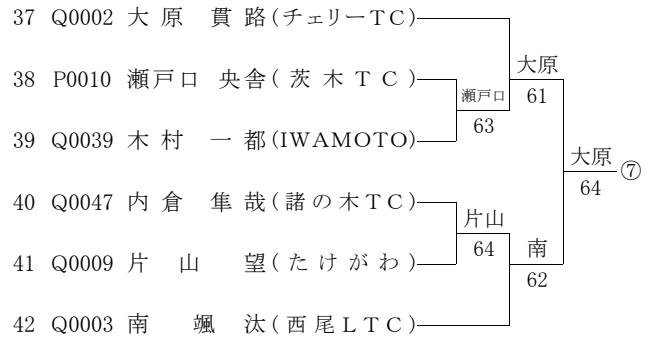 37 Q0002 大原 貫路(チェリーTC)
大原
38 P0010 瀬戸口 央舎(茨木TC)
瀬戸口
61
63
39 Q0039 木村 一都(IWAMOTO)
大原
⑦
64
40 Q0047 内倉 隼哉(諸の木TC)
片山
64
南
41 Q0009 片山 望(たけがわ)
62
42 Q0003 南 颯汰(西尾LTC)